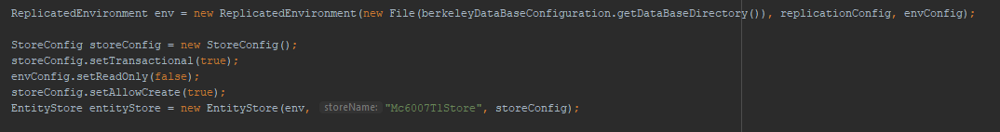 ReplicatedEnvironment env = new ReplicatedEnvironment(new File(berkeleyDataBaseConfiguration.getDataBaseDirectory()), replicationConfig, envConfig);
StoreConfig storeConfig = new StoreConfig();
storeConfig.setTransactional(true);
envConfig.setReadOnly(false);
storeConfig.setAllowCreate(true);
EntityStore entityStore = new EntityStore(env, storeName: "Mc6007TlStore", storeConfig);